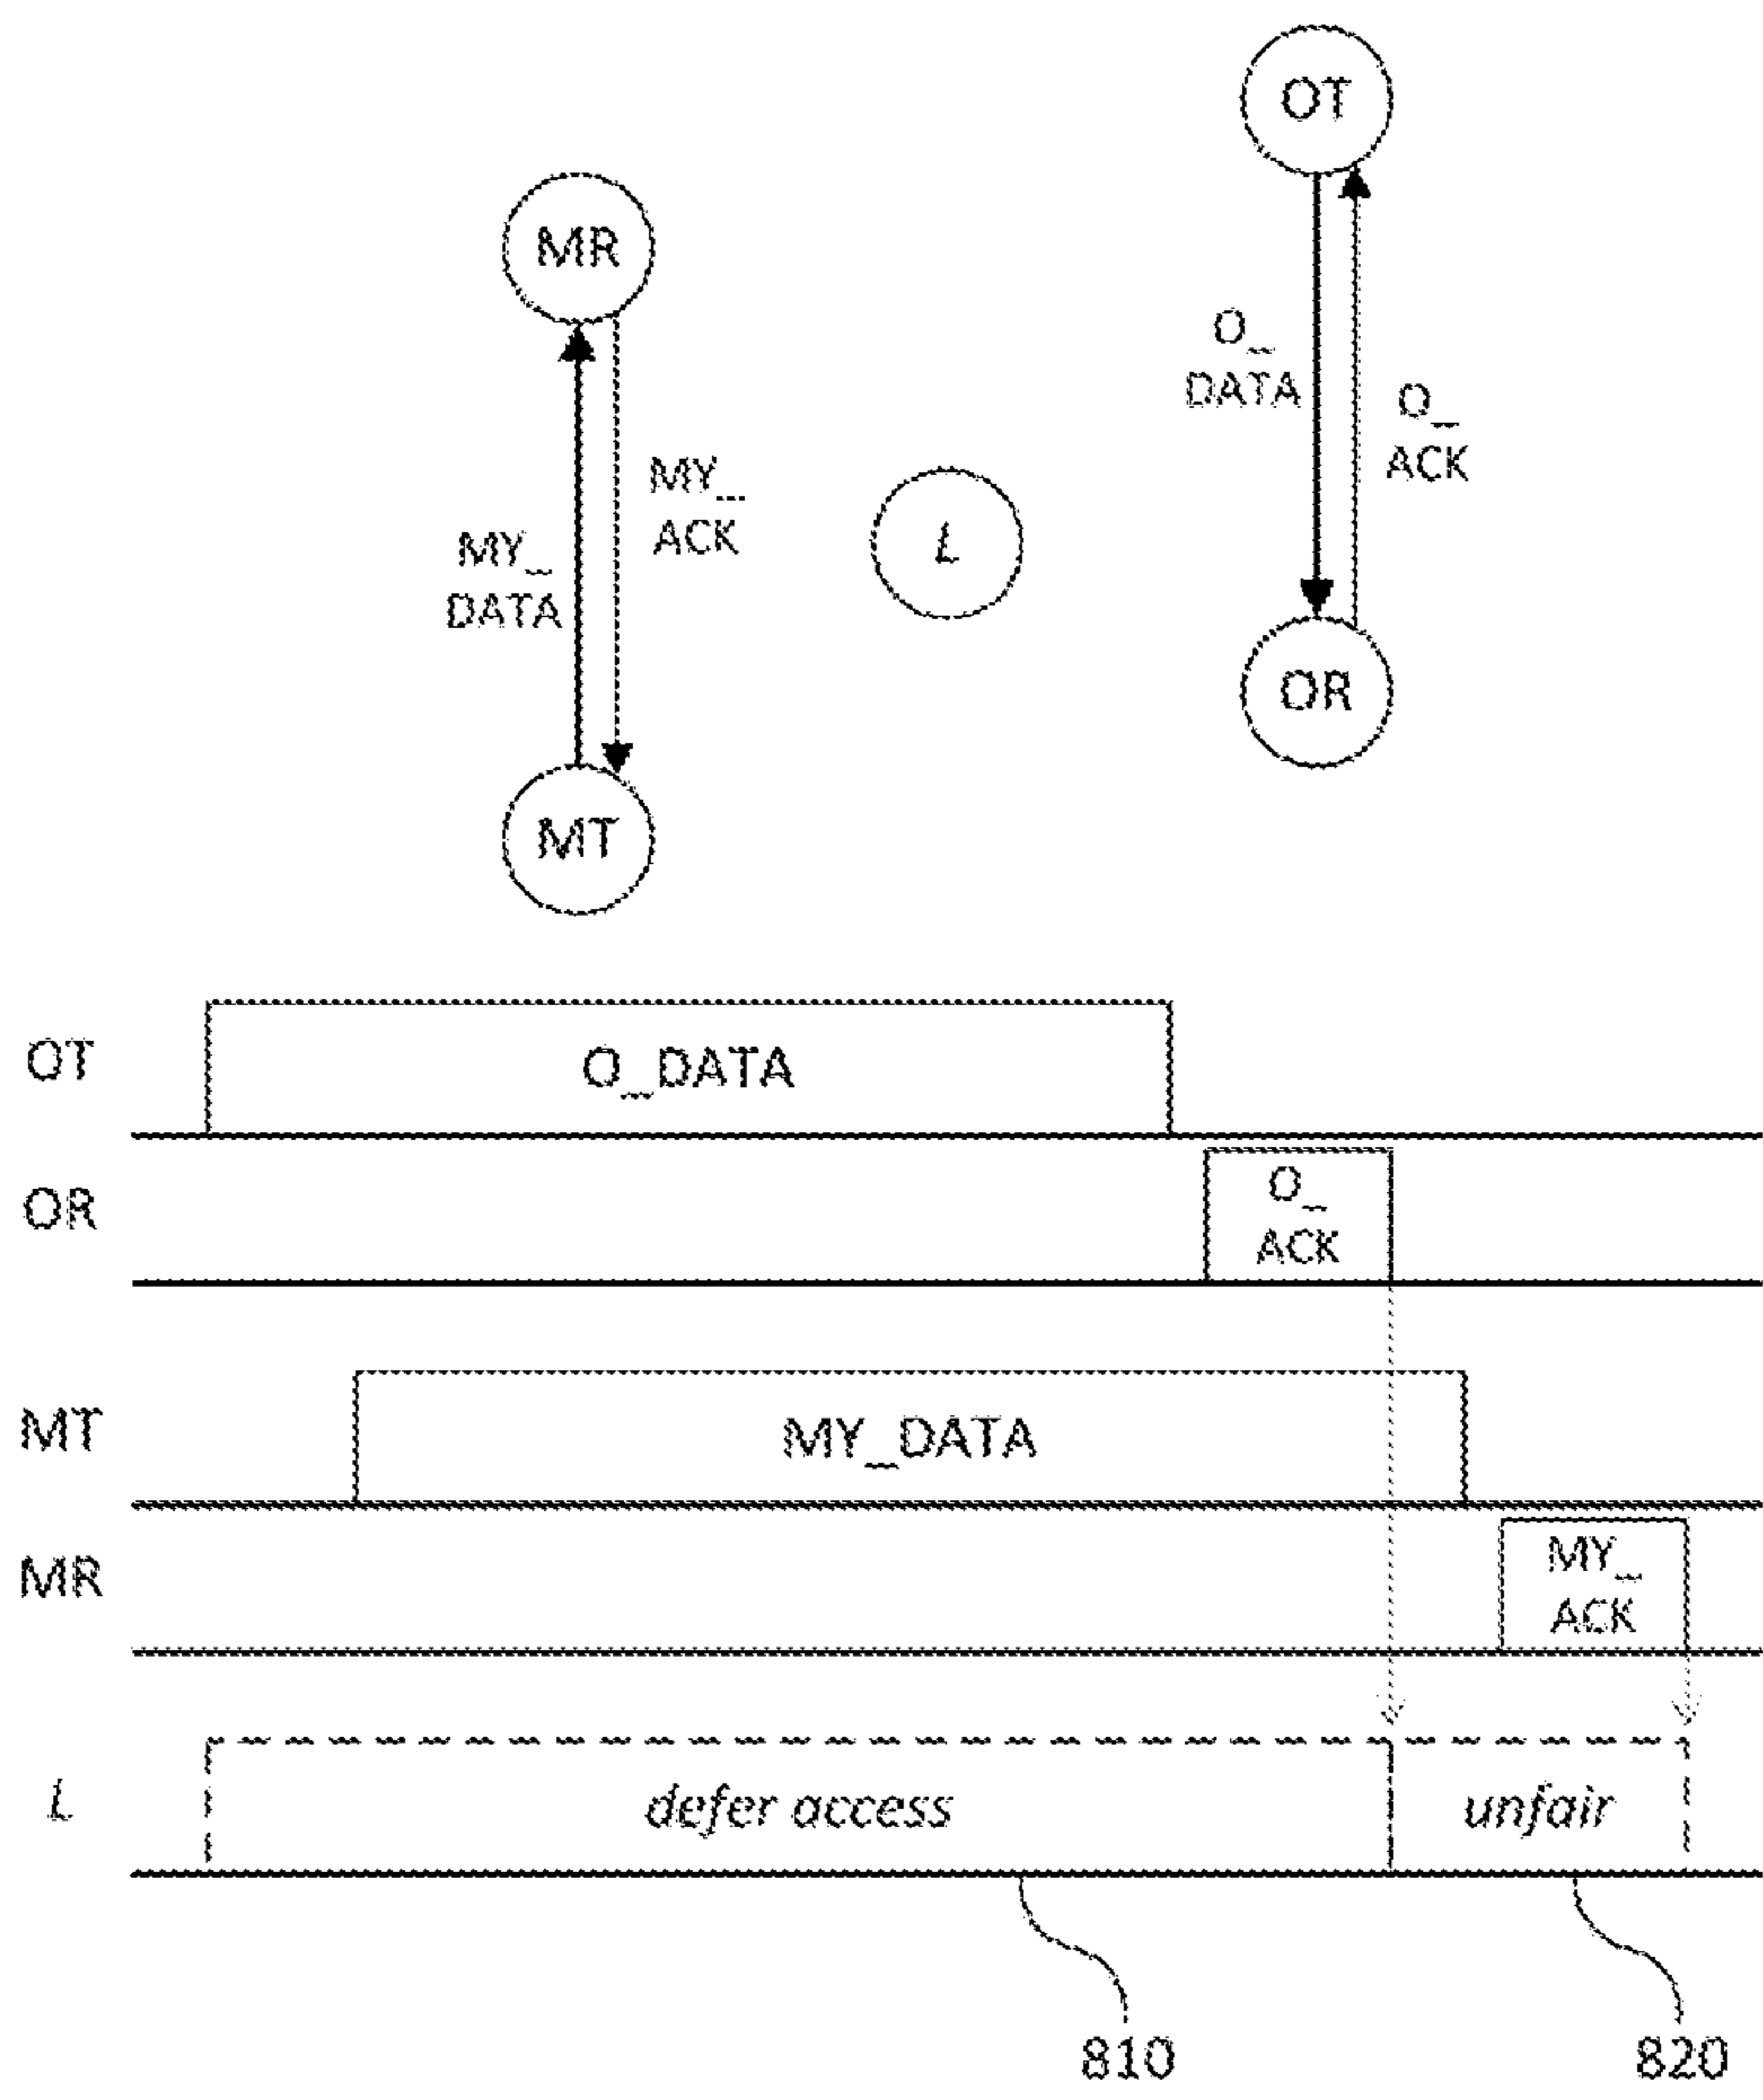 OT
MR
O_
DATA
O_
ACK
MY_
ACK
L
MY_
DATA
OR
MT
OT
O_DATA
OR
O_
ACK
MT
MY_DATA
MR
MY_
ACK
L
defer access
unfair
810
820